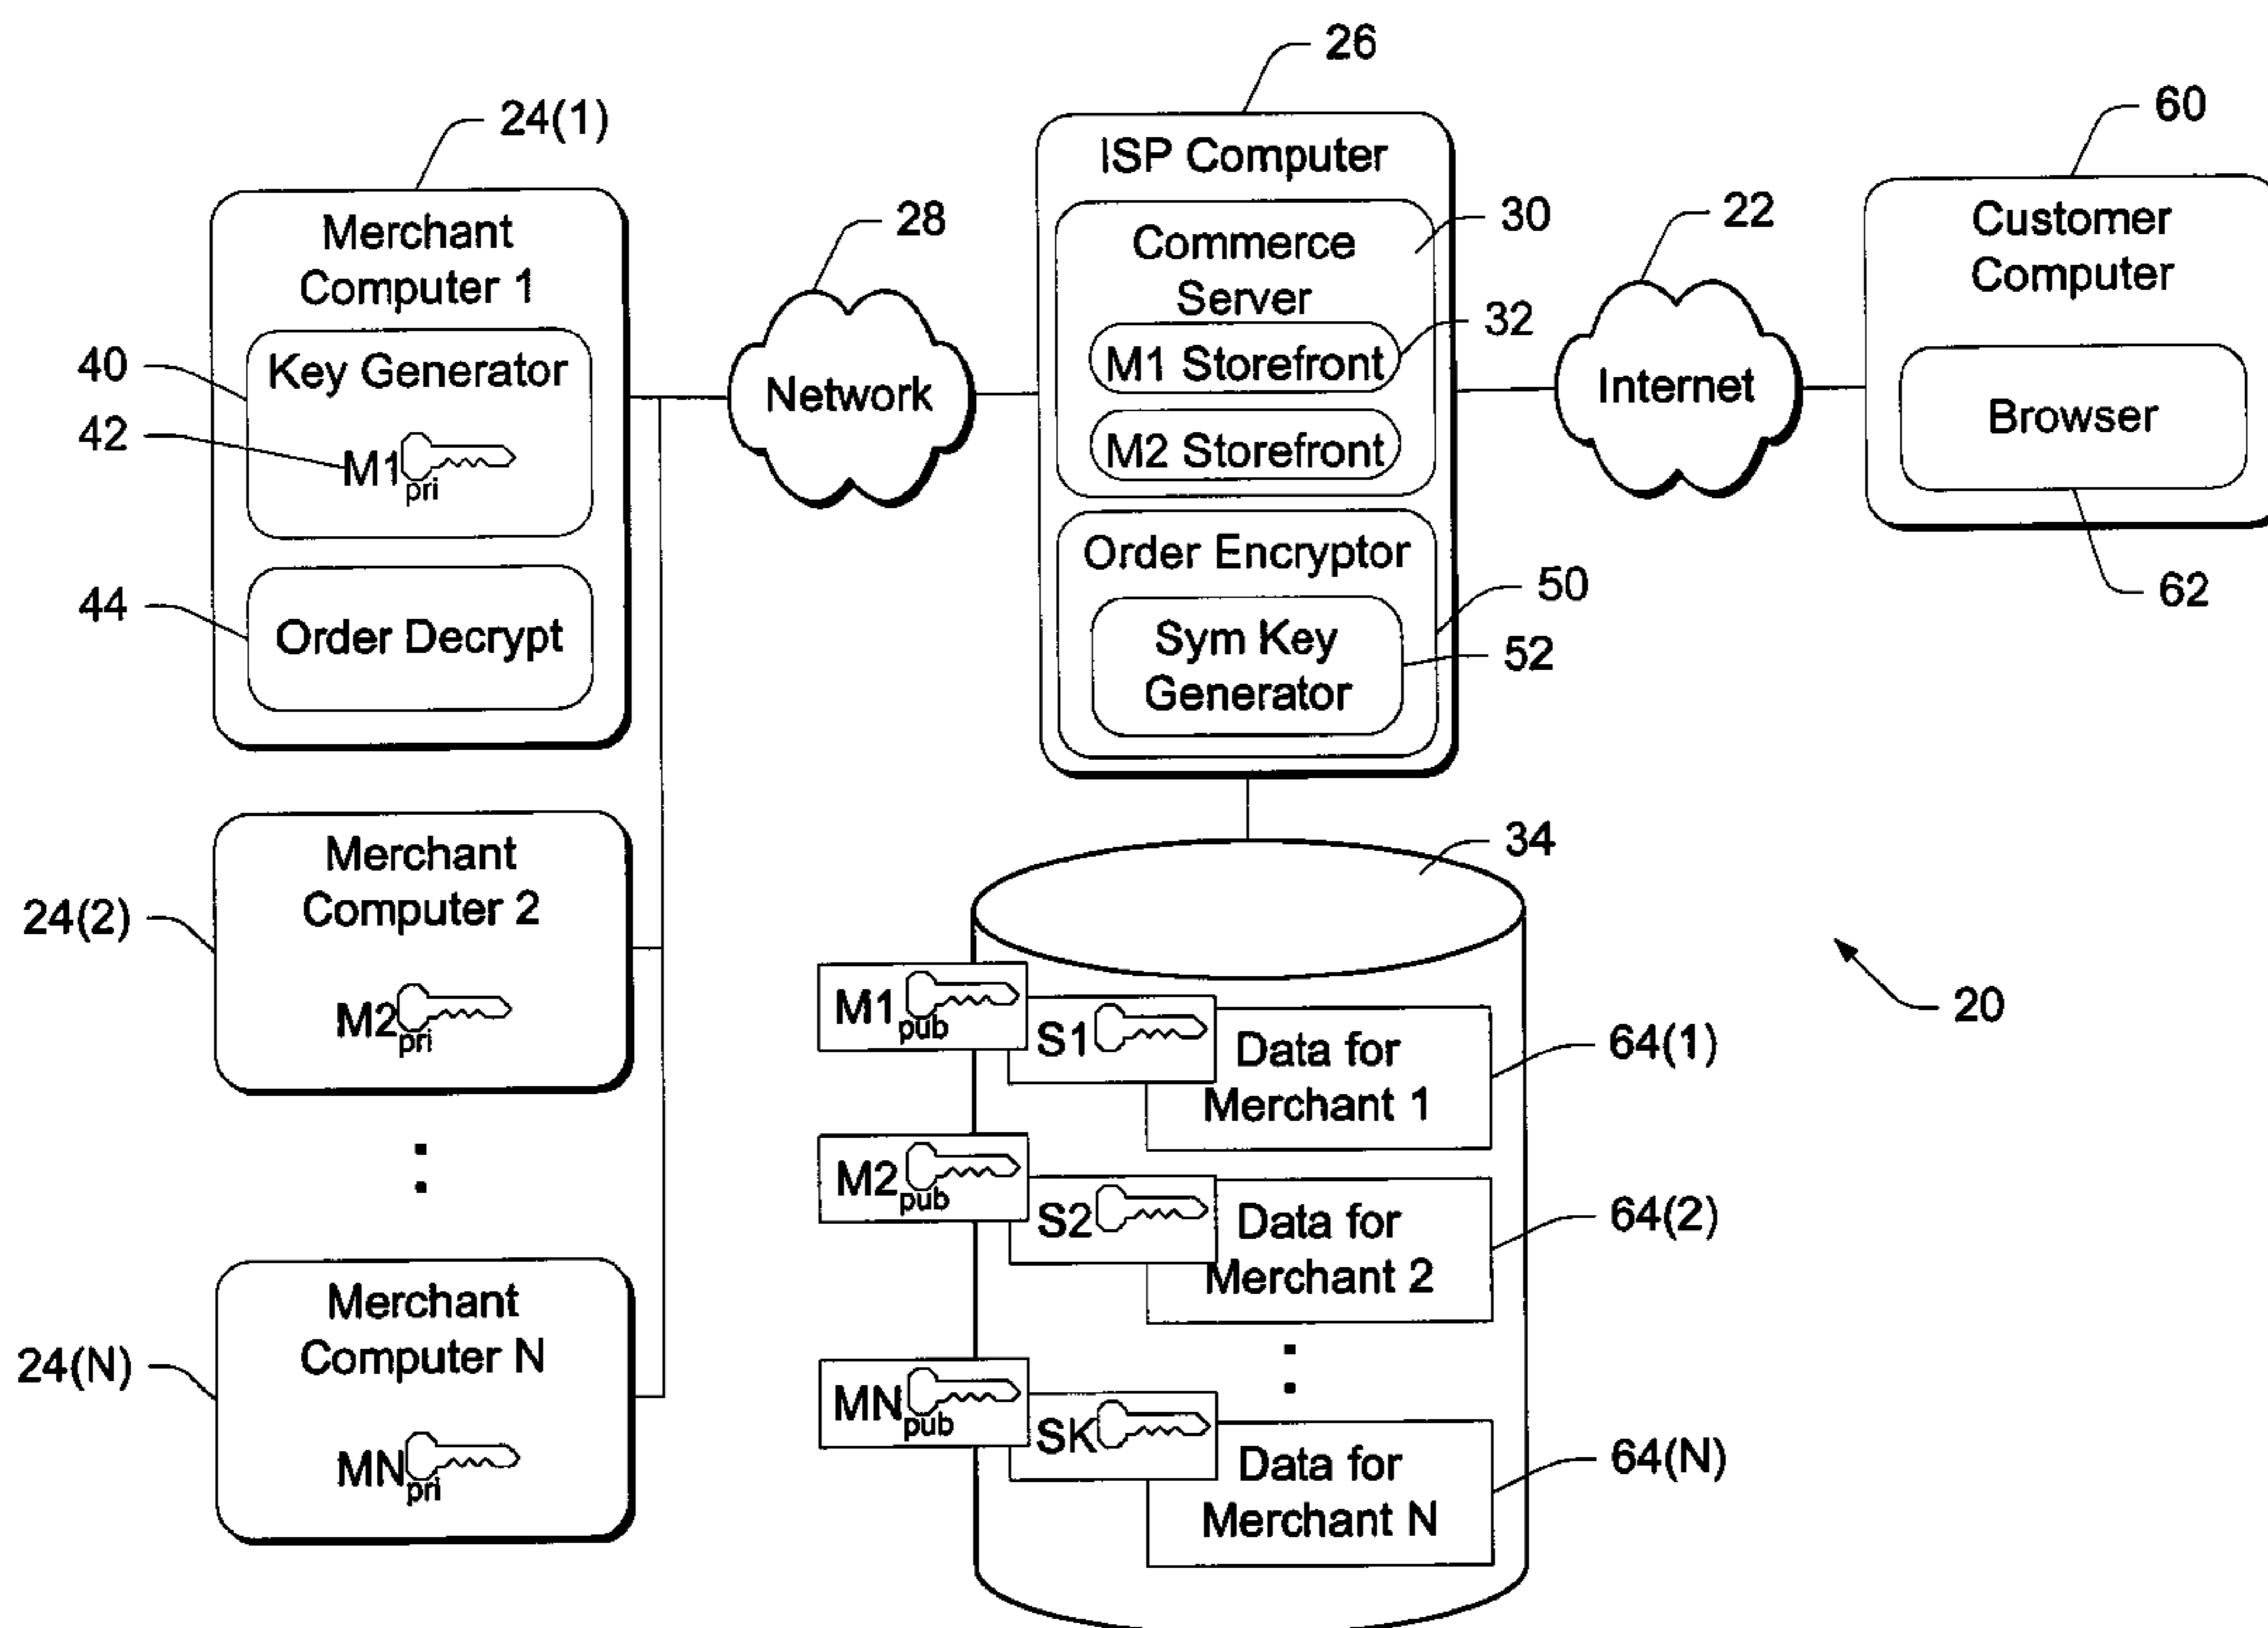 26
24(1)
60
ISP Computer
Merchant
Computer 1
28
30
22
Customer
Computer
Commerce
Server
32
40
Key Generator
M1 Storefront
Network
Internet
Browser
42
M1
pri
M2 Storefront
Order Encryptor
50
62
44
Order Decrypt
Sym Key
Generator
52
34
Merchant
Computer 2
24(2)
M2
pri
M1
pub
S1
Data for
Merchant 1
64(1)
20
M2
pub
S2
Data for
Merchant 2
64(2)
Merchant
Computer N
24(N)
MN
pri
MN
pub
SK
Data for
Merchant N
64(N)